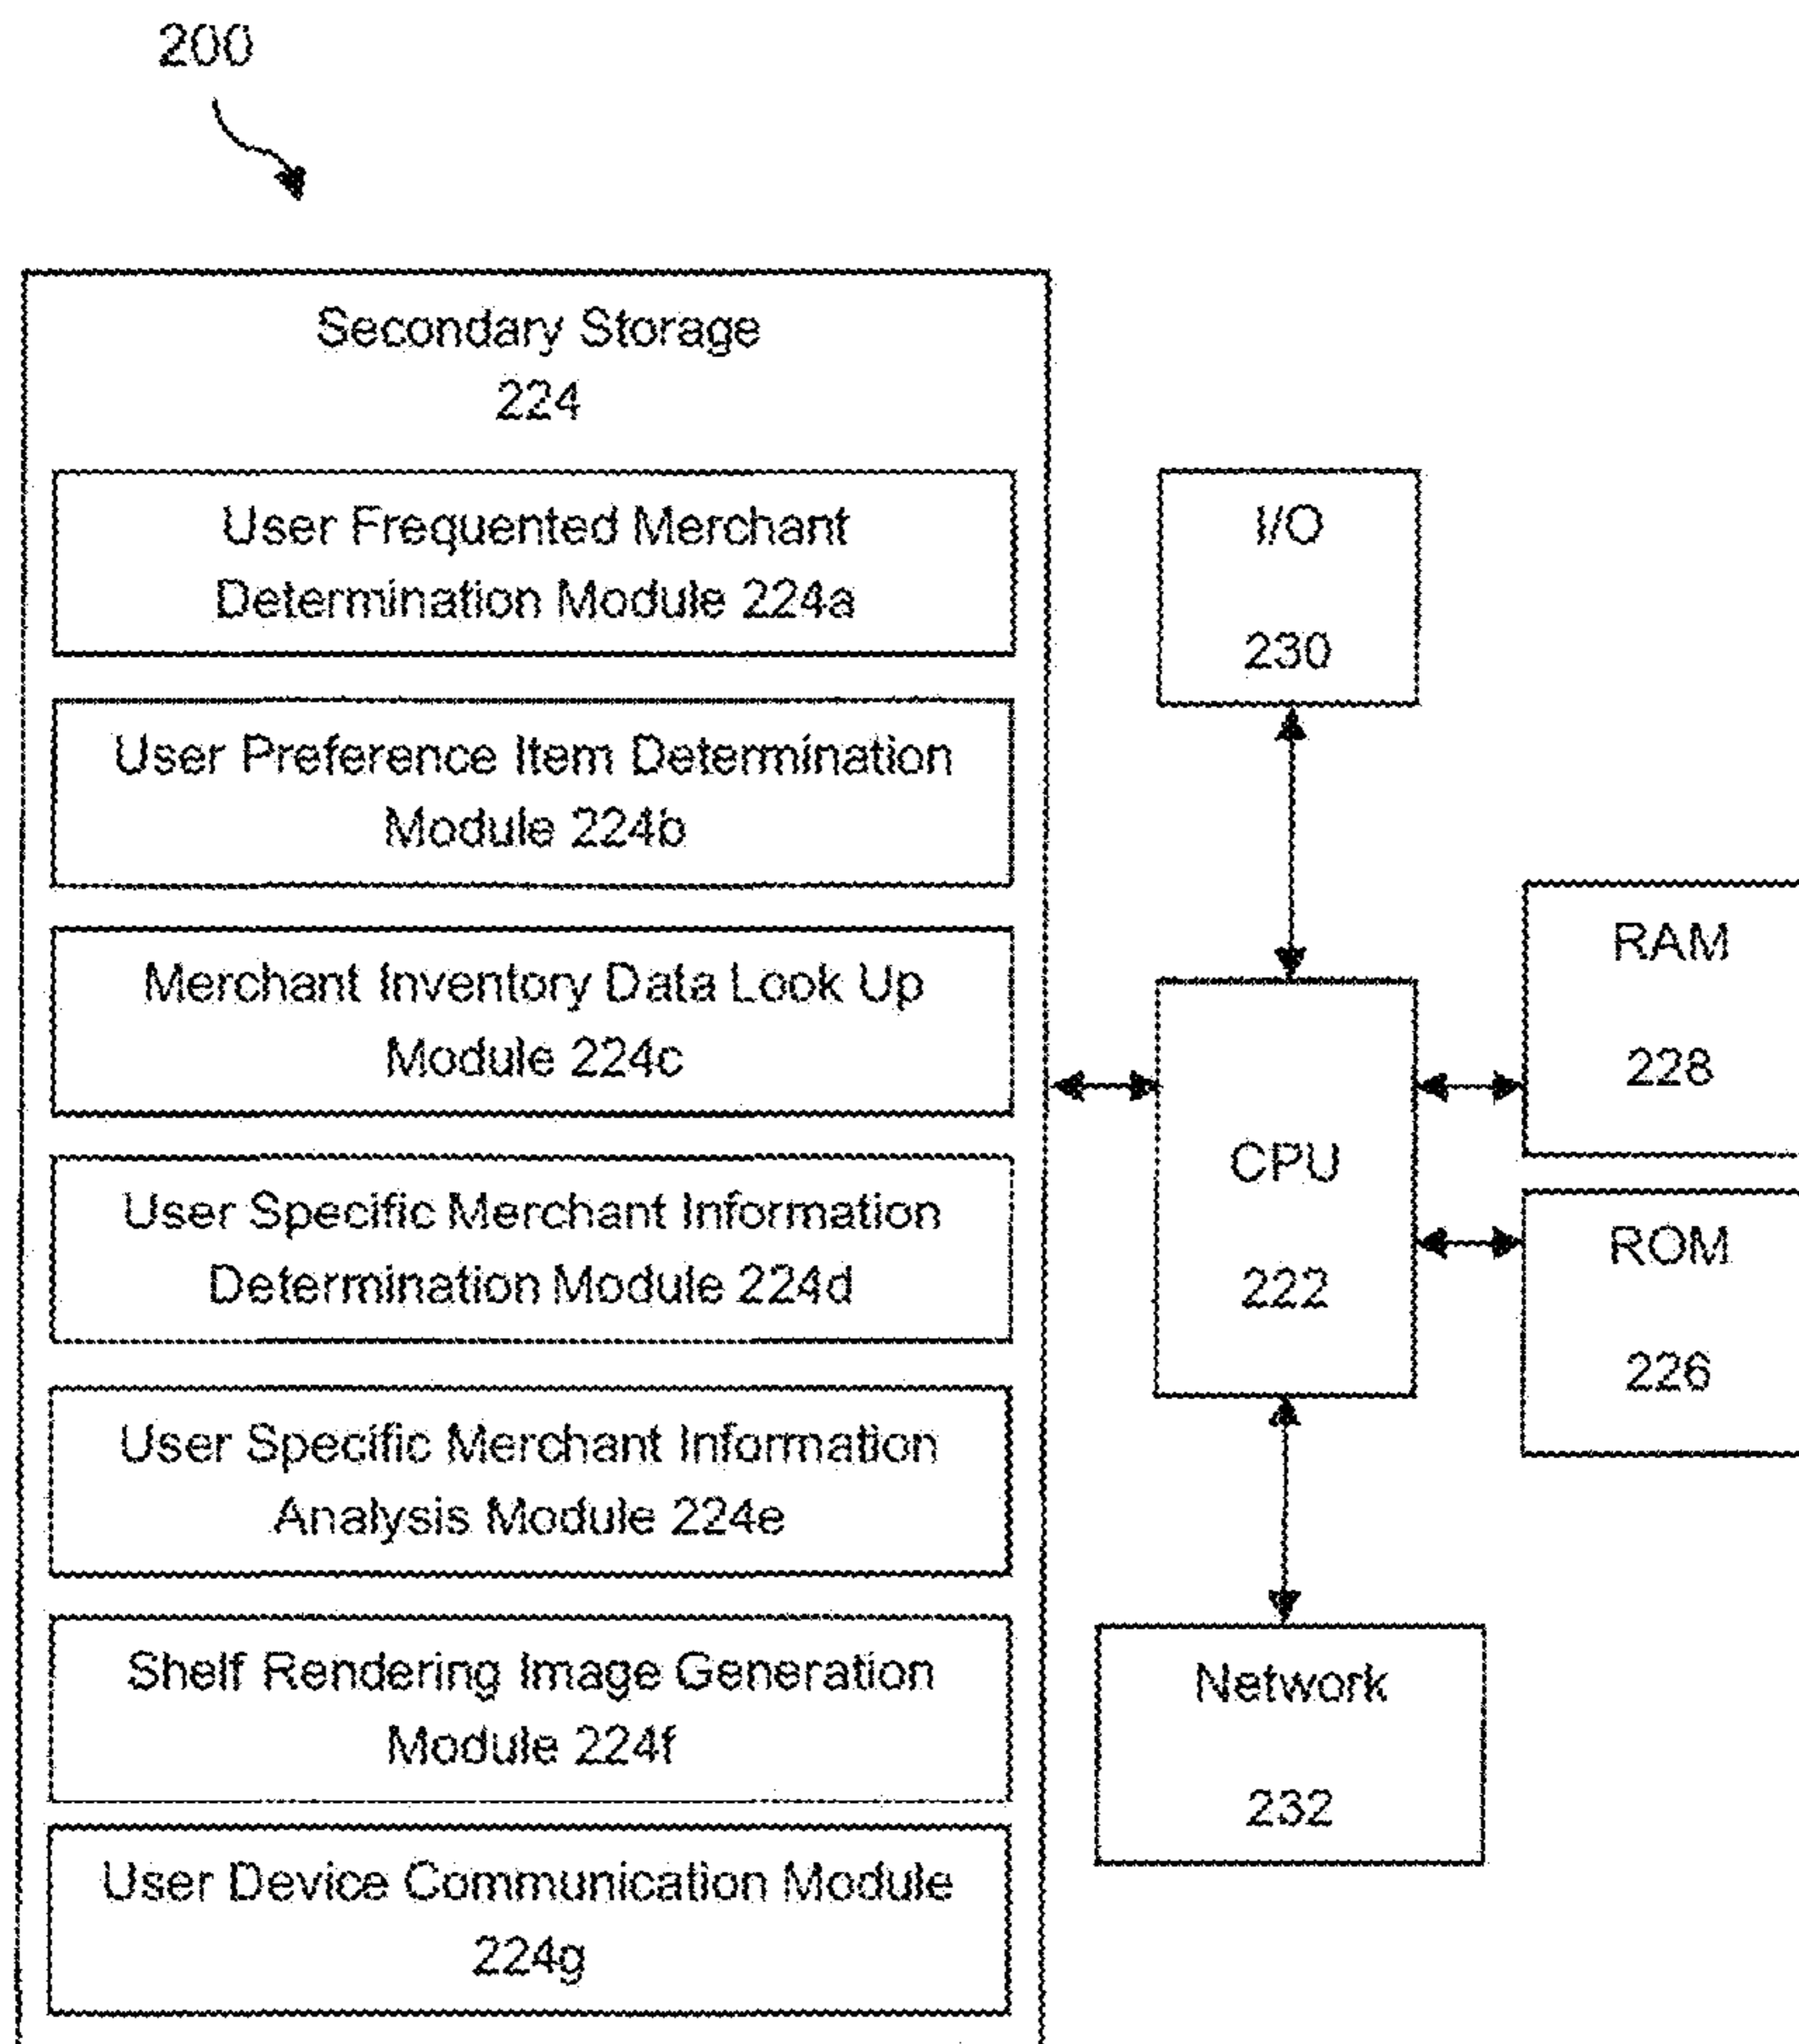 200
Secondary Storage
224
User Frequented Merchant
Determination Module 224a
User Preference Item Determination
Module 224b
Merchant Inventory Data Look Up
Module 224c
User Specific Merchant Information
Determination Module 224d
User Specific Merchant Information
Analysis Module 224e
Shelf Rendering Image Generation
Module 224f
User Device Communication Module
224g
I/O
230
CPU
222
RAM
228
ROM
226
Network
232